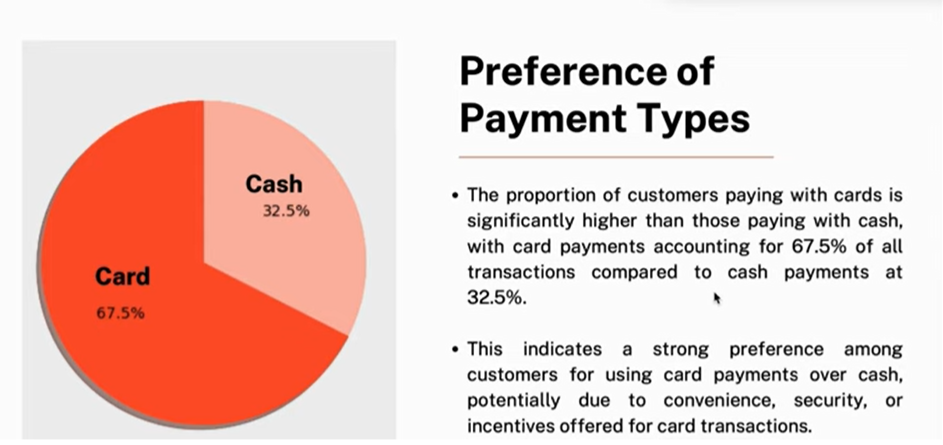 Cash
32.5%
Card
67.5%
Preference of
Payment Types
• The proportion of customers paying with cards is
significantly higher than those paying with cash,
with card payments accounting for 67.5% of all
transactions compared to cash payments at
32.5%.
• This indicates a strong preference among
customers for using card payments over cash,
potentially due to convenience, security, or
incentives offered for card transactions.